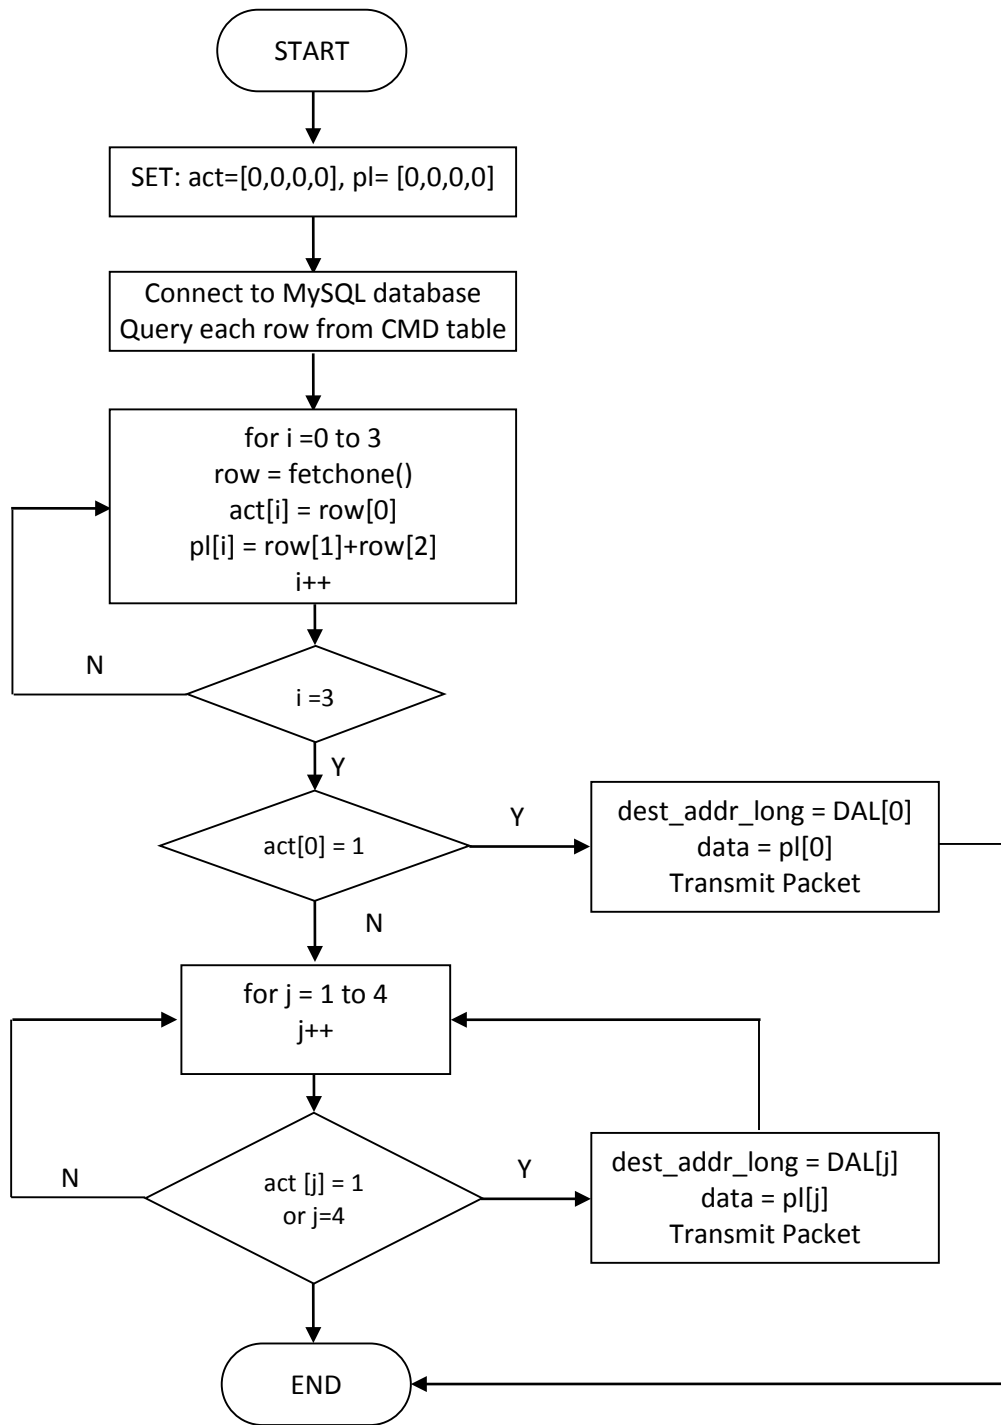 START
SET: act=[0,0,0,0], pl= [0,0,0,0]
Connect to MySQL database
Query each row from CMD table
for i =0 to 3
row = fetchone()
act[i] = row[0]
pl[i] = row[1]+row[2]
i++
N
i =3
Y
act[0] = 1
Y
dest_addr_long = DAL[0]
data = pl[0]
Transmit Packet
N
for j = 1 to 4
j++
N
act [j] = 1
or j=4
Y
dest_addr_long = DAL[j]
data = pl[j]
Transmit Packet
END